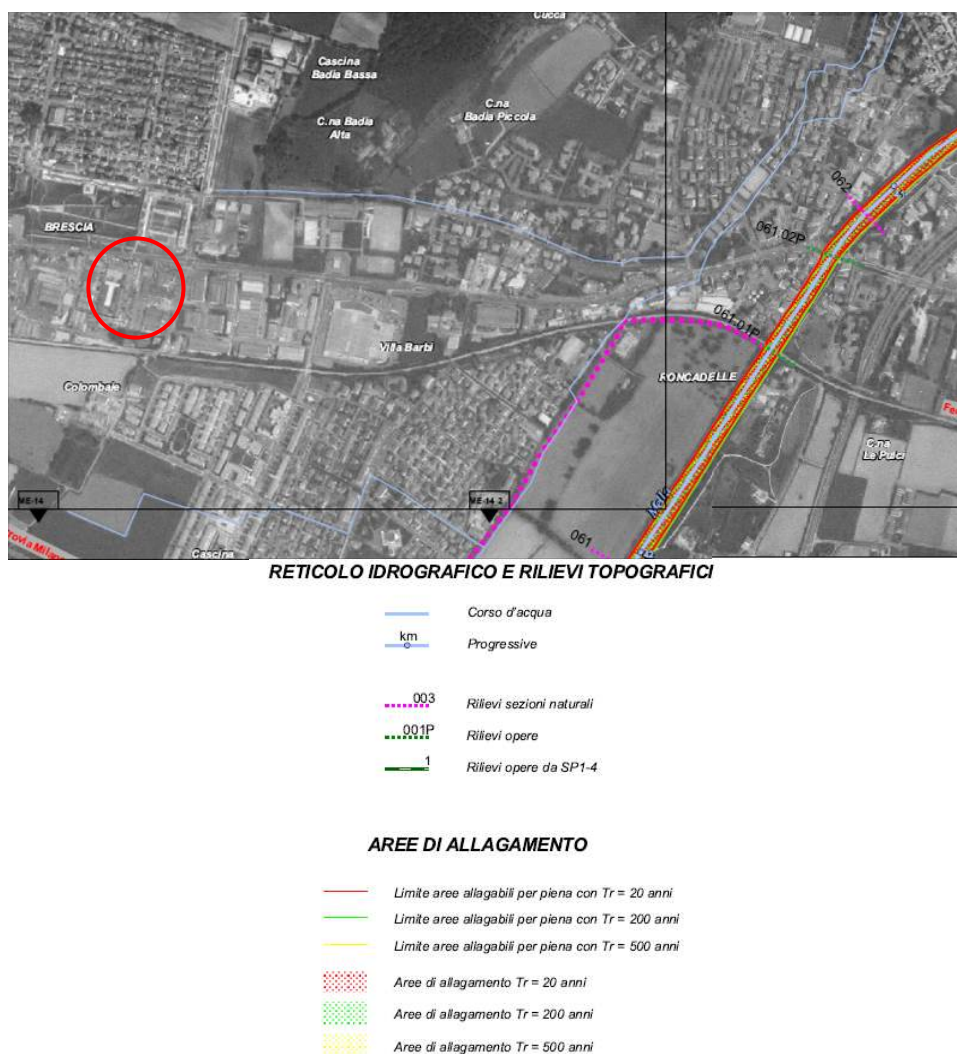 Cucca
Cascina
Badia Bassa
C.na
Badia Piccola
C.na Badia
Alta
062
BRESCIA
061.02P
061.01P
Villa Barbi
RONCADELLE
Colombaie
C.na
Le Pulci
ME-14
ME-14 2
Mella
061
Cascina
RETICOLO IDROGRAFICO E RILIEVI TOPOGRAFICI
Corso d'acqua
km
Progressive
003
Rilievi sezioni naturali
001P
Rilievi opere
1
Rilievi opere da SP1-4
AREE DI ALLAGAMENTO
Limite aree allagabili per piena con Tr = 20 anni
Limite aree allagabili per piena con Tr = 200 anni
Limite aree allagabili per piena con Tr = 500 anni
Aree di allagamento Tr = 20 anni
Aree di allagamento Tr = 200 anni
Aree di allagamento Tr = 500 anni